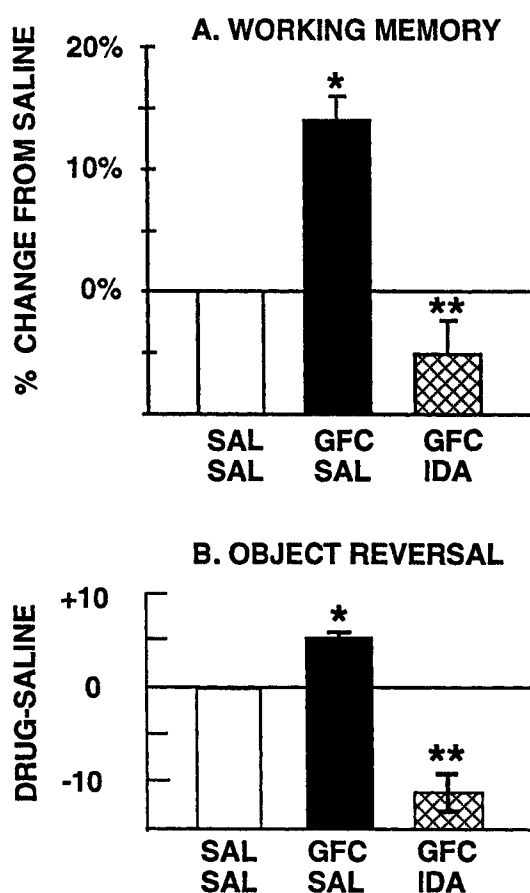 A. WORKING MEMORY
% CHANGE FROM SALINE
20%
10%
0%
*
**
SAL GFC GFC
SAL SAL IDA
B. OBJECT REVERSAL
DRUG-SALINE
+10
0
-10
*
**
SAL GFC GFC
SAL SAL IDA